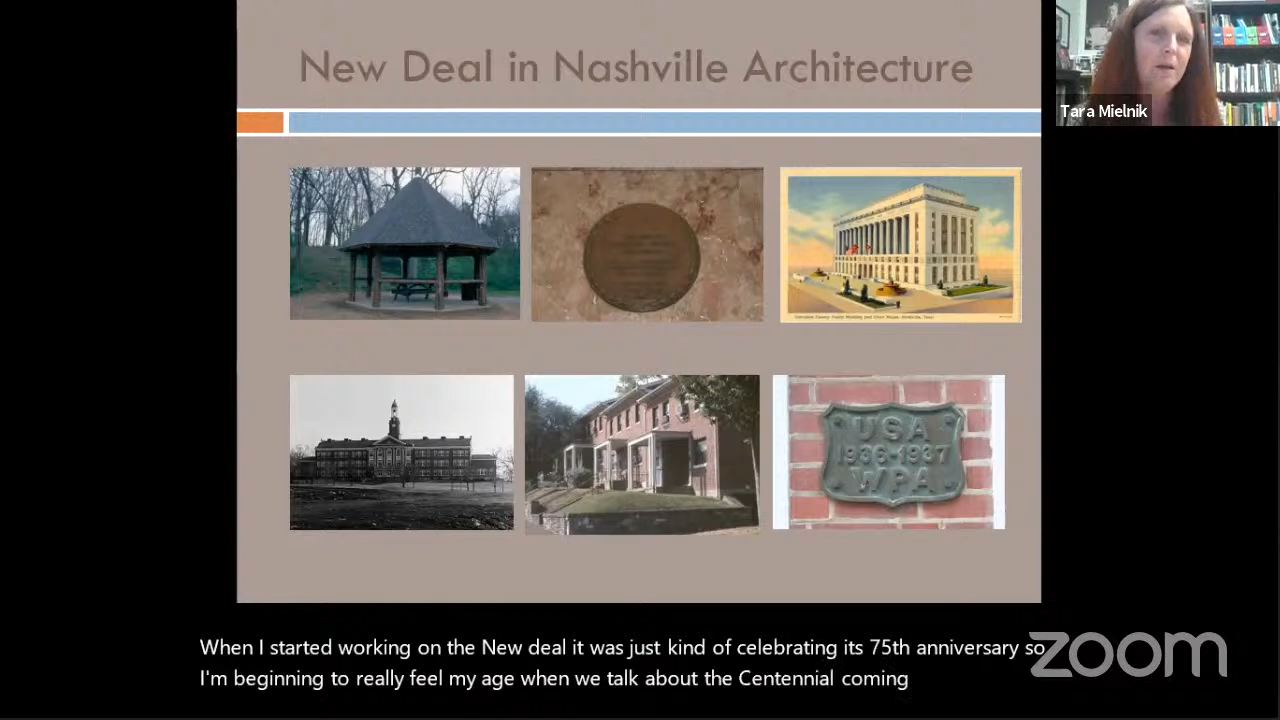 New Deal in Nashville Architecture
Tara Mielnik
USA
1936-1937
WPA
When I started working on the New deal it was just kind of celebrating its 75th anniversary so
I'm beginning to really feel my age when we talk about the Centennial coming
zoom